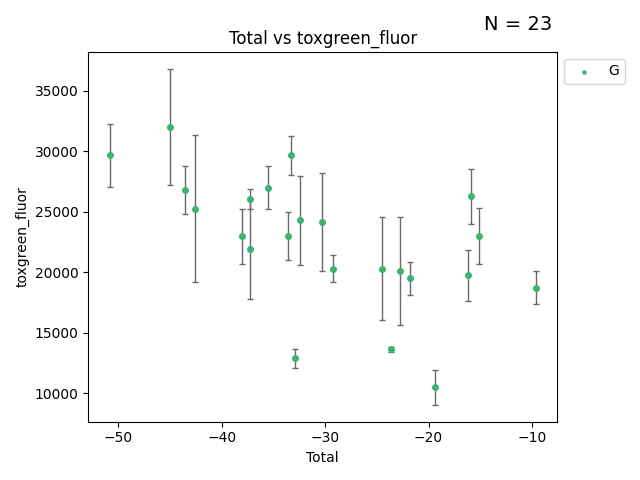 N = 23
Total vs toxgreen_fluor
G
toxgreen_fluor
35000
30000
25000
20000
15000
10000
−50
−40
−30
−20
−10
Total